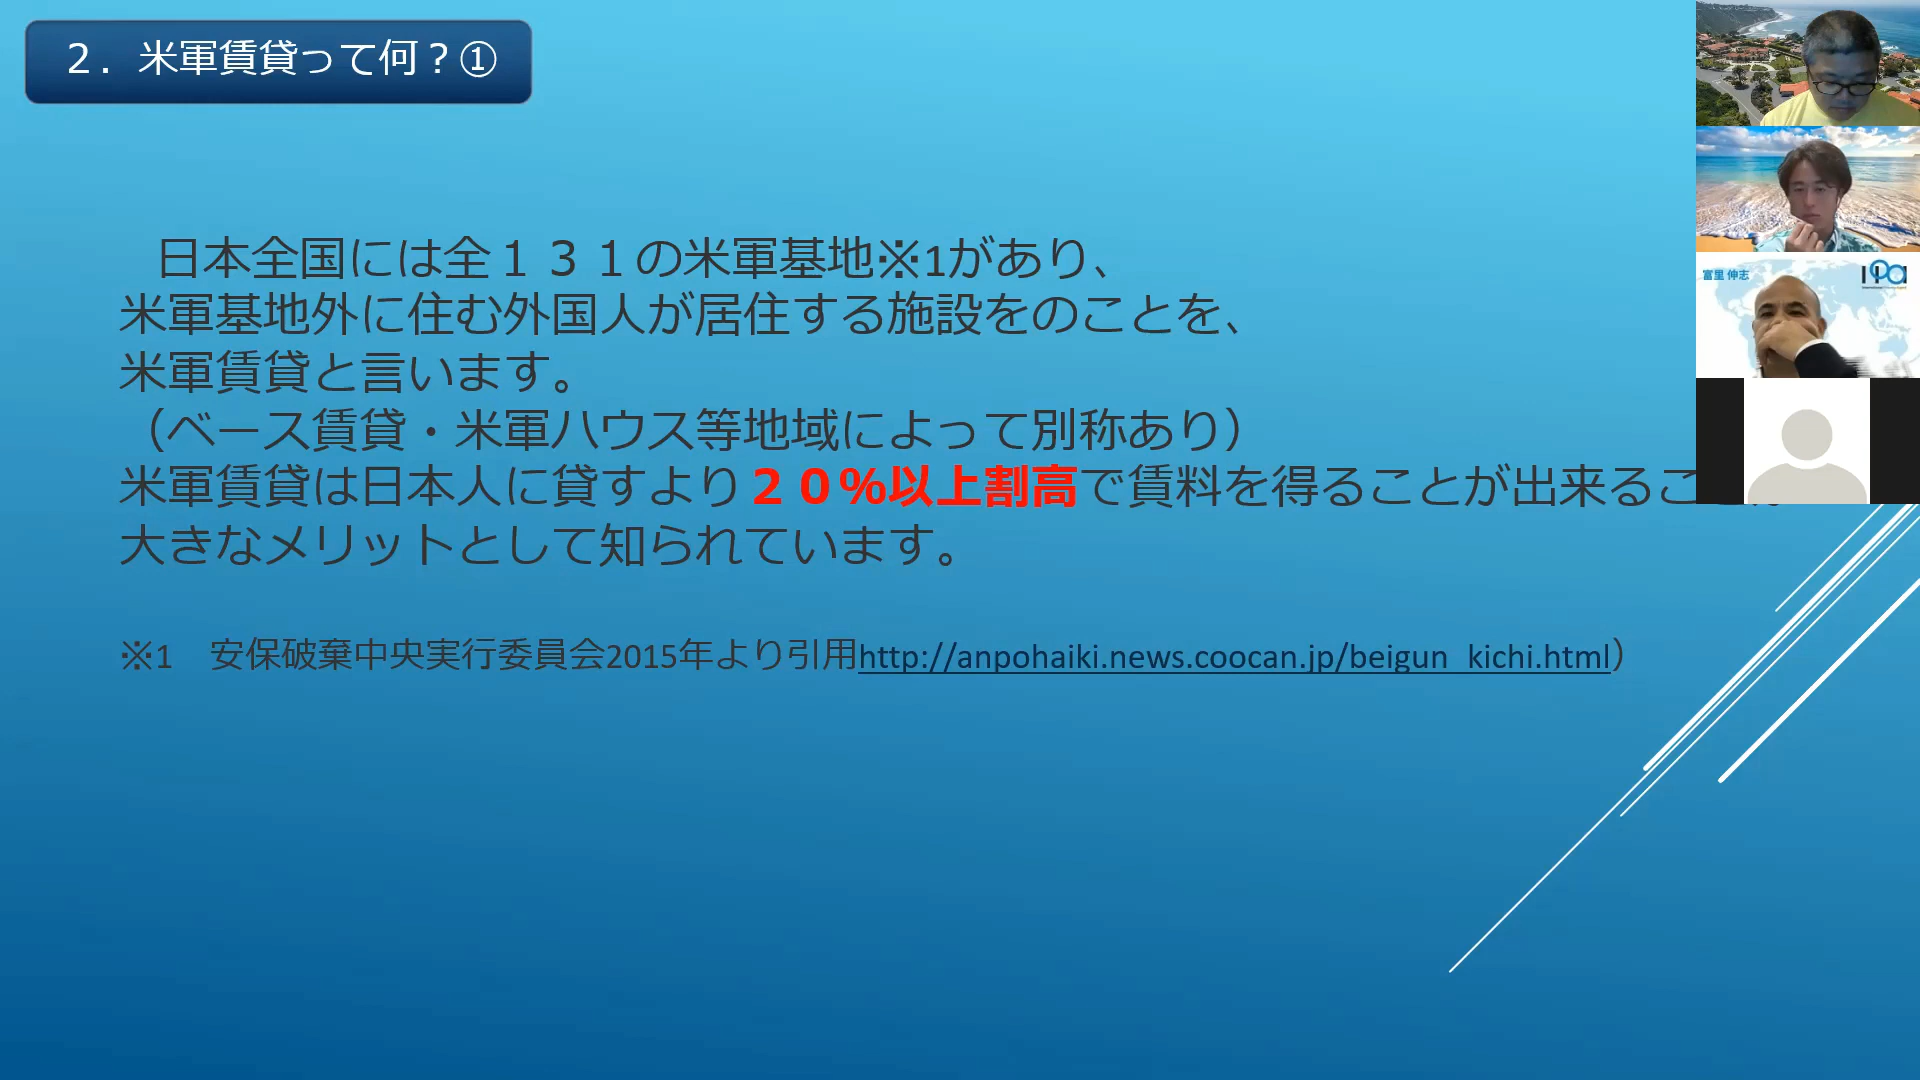 ２．米軍賃貸って何？①
日本全国には全１３１の米軍基地※1があり、
米軍基地外に住む外国人が居住する施設をのことを、
米軍賃貸と言います。
（ベース賃貸・米軍ハウス等地域によって別称あり）
米軍賃貸は日本人に貸すより２０%以上割高で賃料を得ることが出来るこ
大きなメリットとして知られています。
※1　安保破棄中央実行委員会2015年より引用http://anpohaiki.news.coocan.jp/beigun_kichi.html）
富里 伸志
IPA